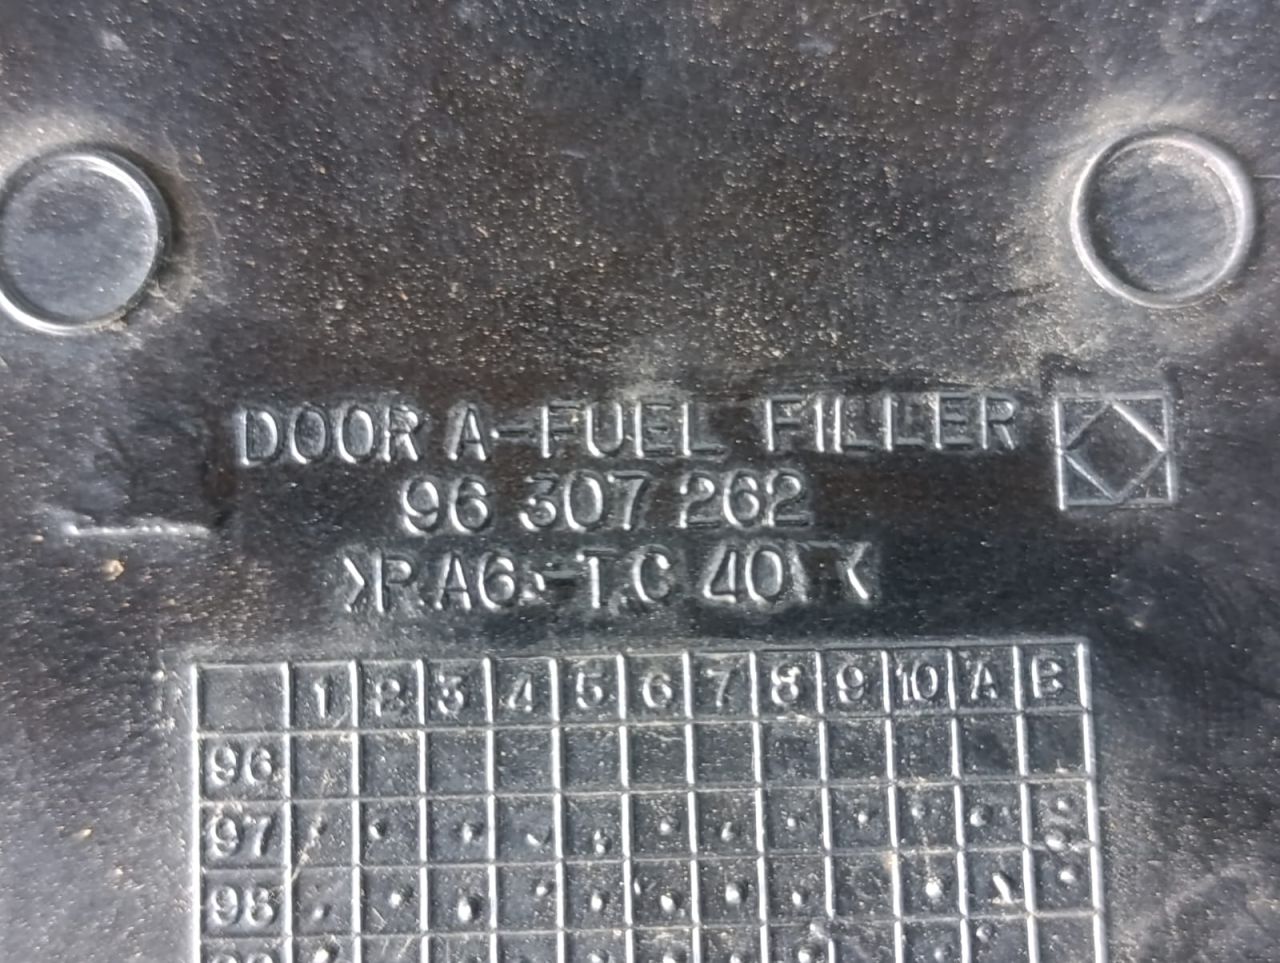 DOOR A-FUEL FILLER
96 307 262
>P.A6-T.C 40<
1 2 3 4 5 6 7 8 9 10 A B
96
97
98